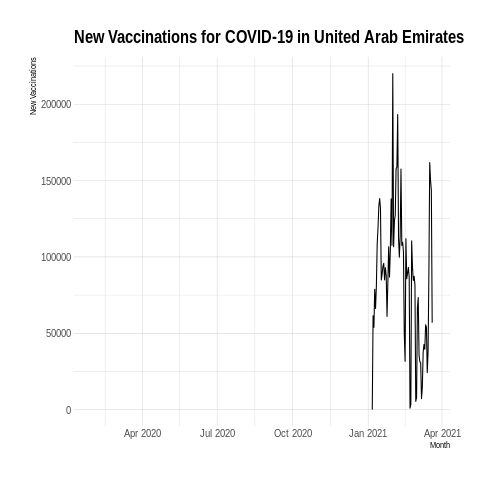 New Vaccinations for COVID-19 in United Arab Emirates
New Vaccinations
200000
150000
100000
50000
0
Apr 2020 Jul 2020 Oct 2020 Jan 2021 Apr 2021
Month